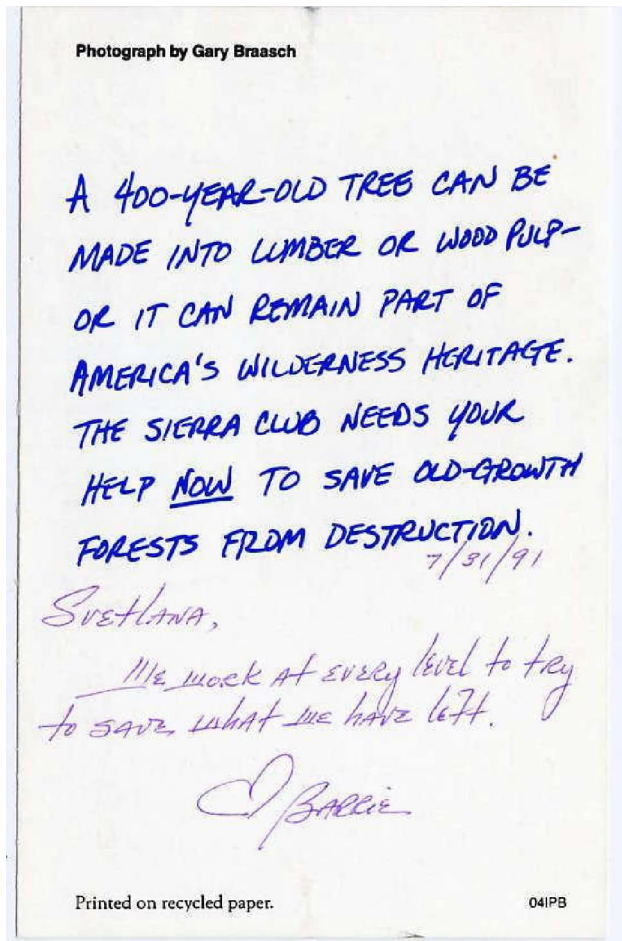 Photograph by Gary Braasch
A 400-YEAR-OLD TREE CAN BE
MADE INTO LUMBER OR WOOD PULP-
OR IT CAN REMAIN PART OF
AMERICA'S WILDERNESS HERITAGE.
THE SIERRA CLUB NEEDS YOUR
HELP NOW TO SAVE OLD-GROWTH
FORESTS FROM DESTRUCTION.
7/31/91
Svetlana,
We work at every level to try
to save what we have left.
♡ Barrie
Printed on recycled paper.
04IPB